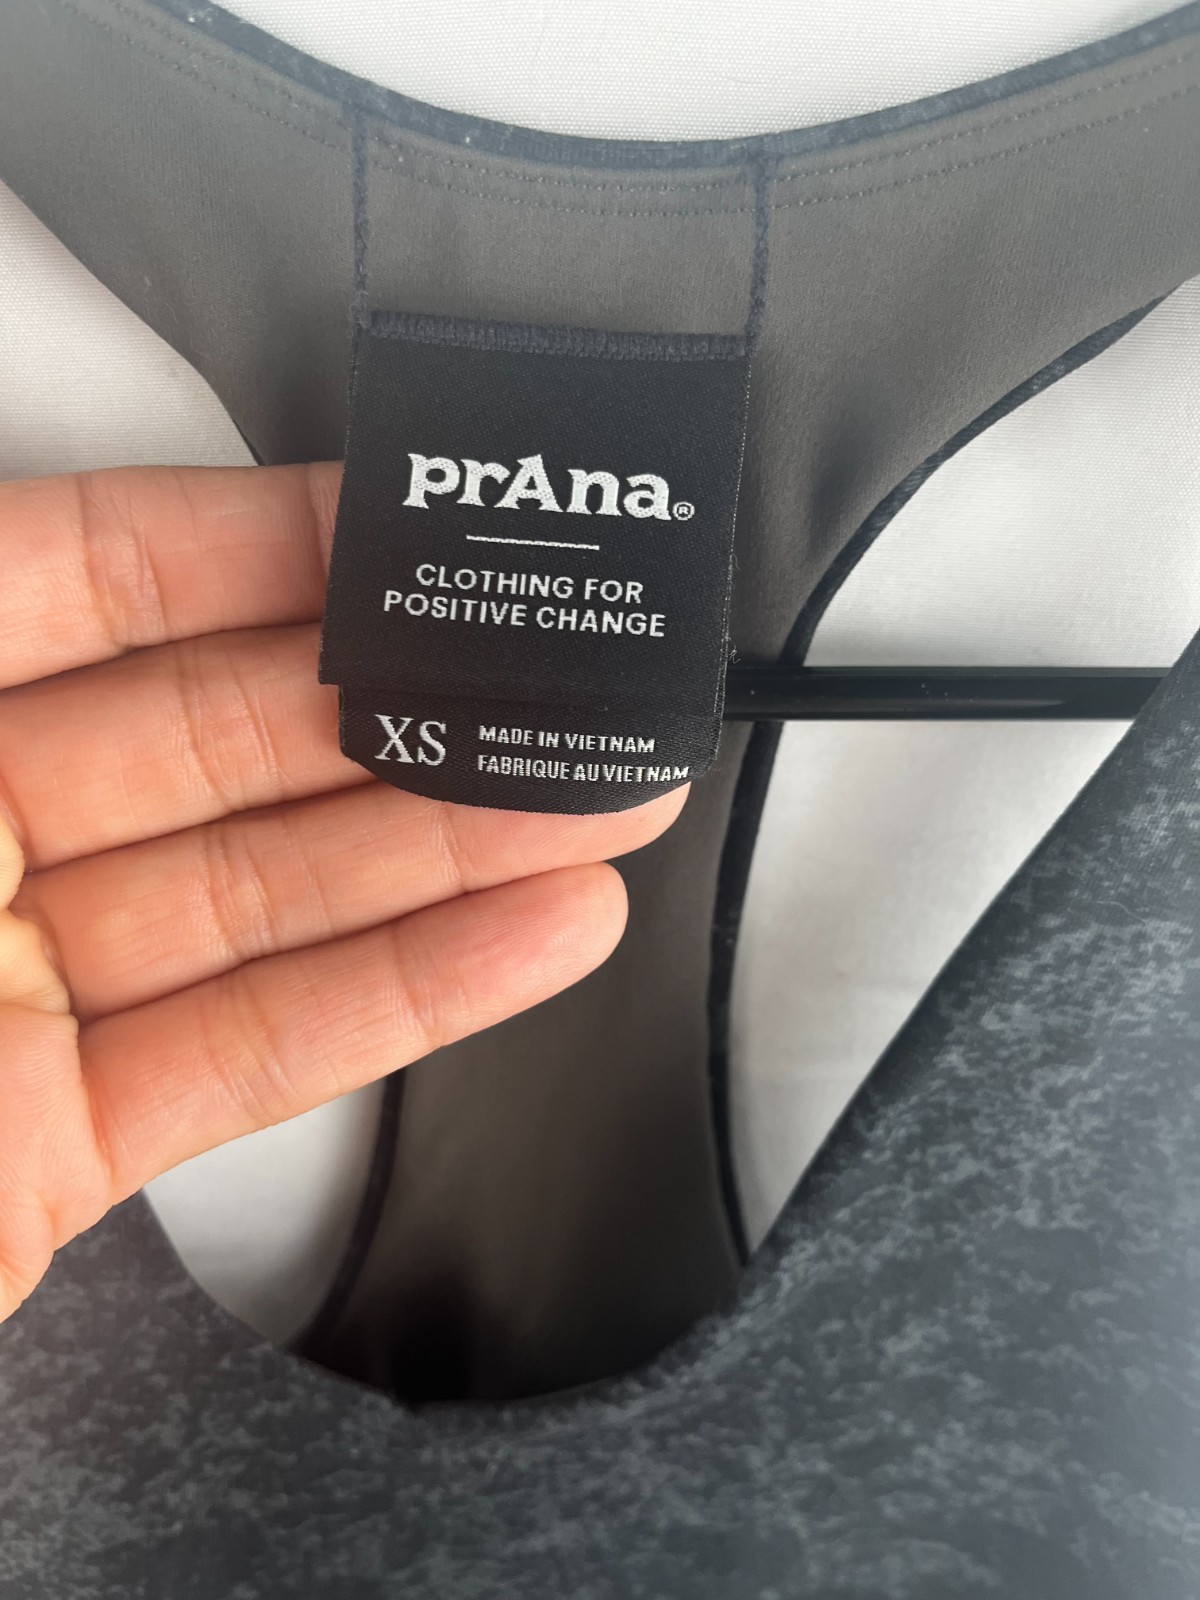 prAna®
CLOTHING FOR
POSITIVE CHANGE
XS
MADE IN VIETNAM
FABRIQUE AU VIETNAM